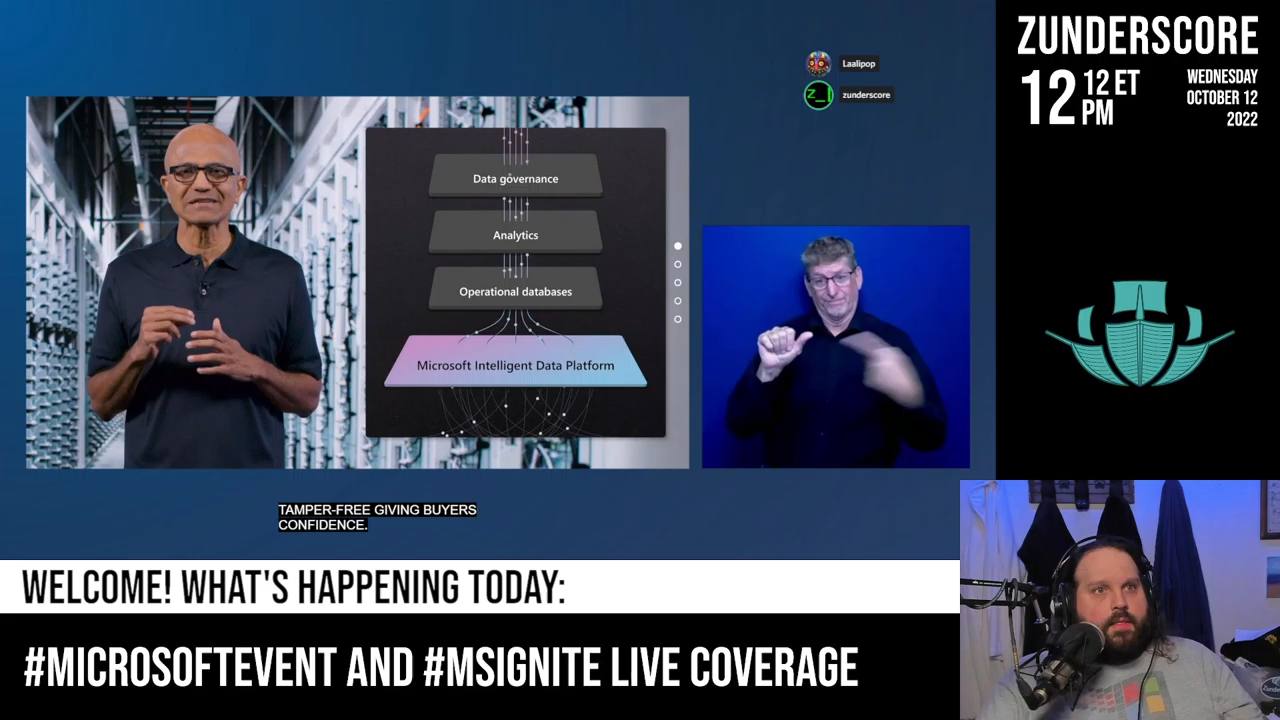 Laalipop
z_
zunderscore
ZUNDERSCORE
12 12 ET
PM
WEDNESDAY
OCTOBER 12
2022
Data governance
Analytics
Operational databases
Microsoft Intelligent Data Platform
TAMPER-FREE GIVING BUYERS
CONFIDENCE.
WELCOME! WHAT'S HAPPENING TODAY:
#MICROSOFTEVENT AND #MSIGNITE LIVE COVERAGE